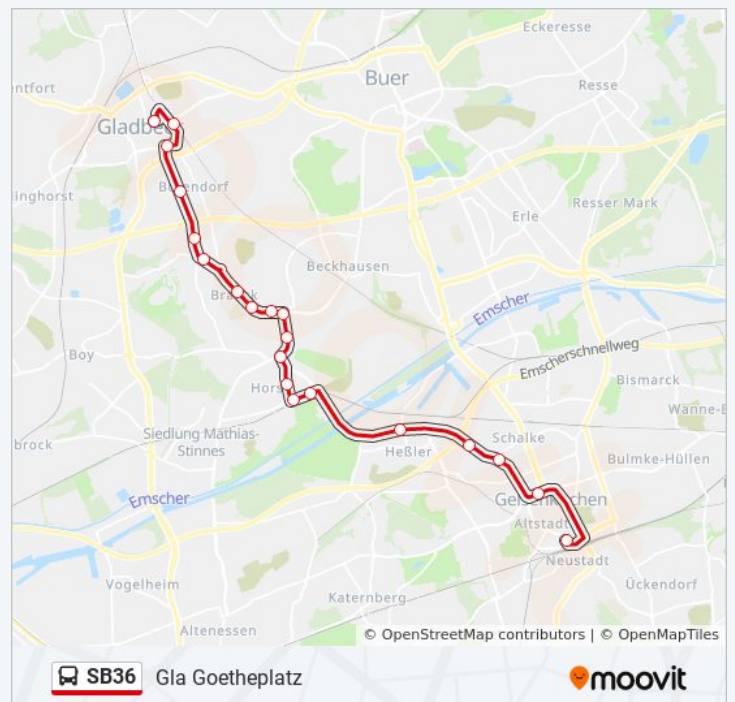 Eckeresse
Buer
Resse
entfort
Gladbeck
linghorst
Butendorf
Resser Mark
Erle
Beckhausen
Brauck
Emscher
Emscherschnellweg
Boy
Bismarck
Horst
Wanne-E
brock
Siedlung Mathias-
Stinnes
Schalke
Heßler
Bulmke-Hüllen
Emscher
Gelsenkirchen
Altstadt
Neustadt
Vogelheim
Katernberg
Ückendorf
Altenessen
© OpenStreetMap contributors | © OpenMapTiles
SB36 Gla Goetheplatz
moovit